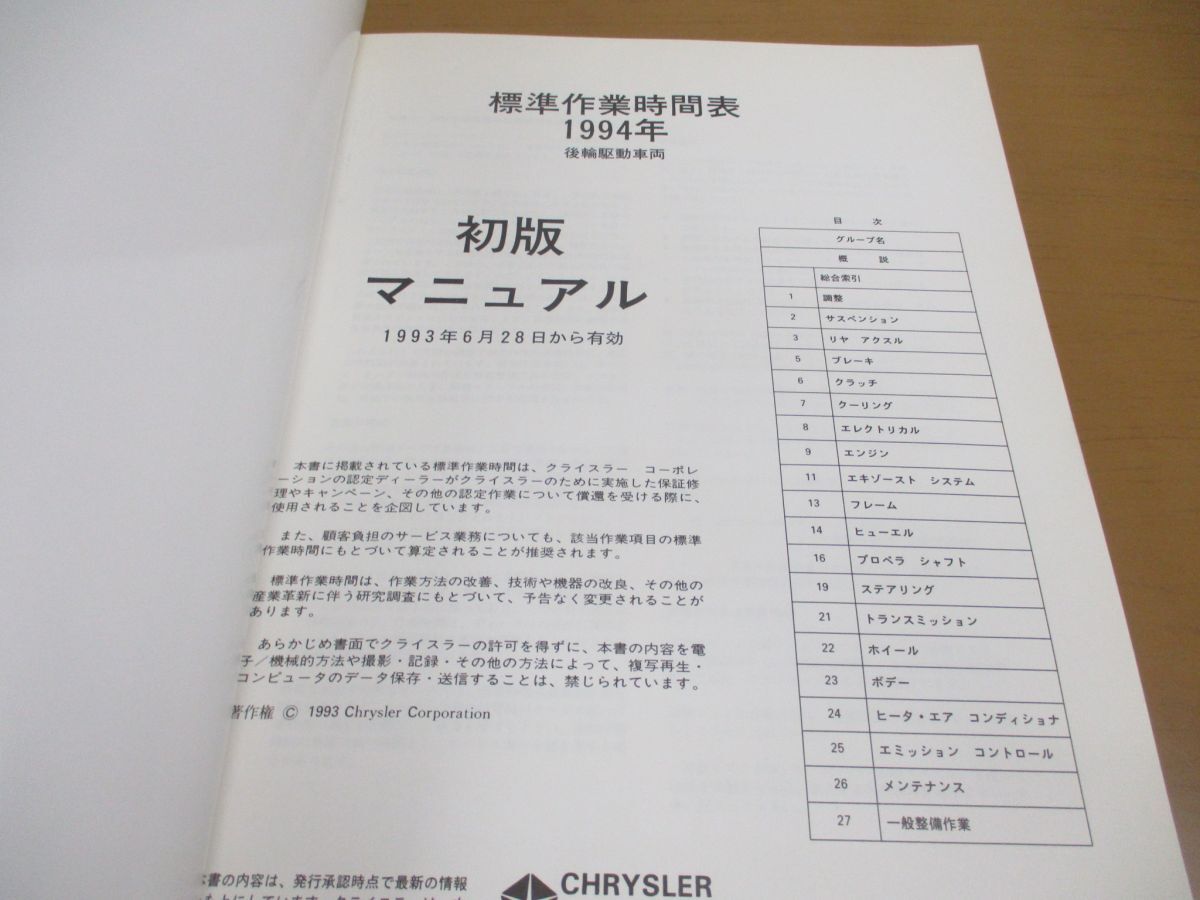 標準作業時間表
1994年
後輪駆動車両
初版
マニュアル
1993年6月28日から有効
本書に掲載されている標準作業時間は、クライスラー コーポレ
ーションの認定ディーラーがクライスラーのために実施した保証修
理やキャンペーン、その他の認定作業について償還を受ける際に、
使用されることを企図しています。
また、顧客負担のサービス業務についても、該当作業項目の標準
作業時間にもとづいて算定されることが推奨されます。
標準作業時間は、作業方法の改善、技術や機器の改良、その他の
産業革新に伴う研究調査にもとづいて、予告なく変更されることが
あります。
あらかじめ書面でクライスラーの許可を得ずに、本書の内容を電
子/機械的方法や撮影・記録・その他の方法によって、複写再生・
コンピュータのデータ保存・送信することは、禁じられています。
著作権 © 1993 Chrysler Corporation
本書の内容は、発行承認時点で最新の情報
CHRYSLER
目 次
グループ名
概 説
総合索引
1 調整
2 サスペンション
3 リヤ アクスル
5 ブレーキ
6 クラッチ
7 クーリング
8 エレクトリカル
9 エンジン
11 エキゾースト システム
13 フレーム
14 ヒューエル
16 プロペラ シャフト
19 ステアリング
21 トランスミッション
22 ホイール
23 ボデー
24 ヒータ・エア コンディショナ
25 エミッション コントロール
26 メンテナンス
27 一般整備作業